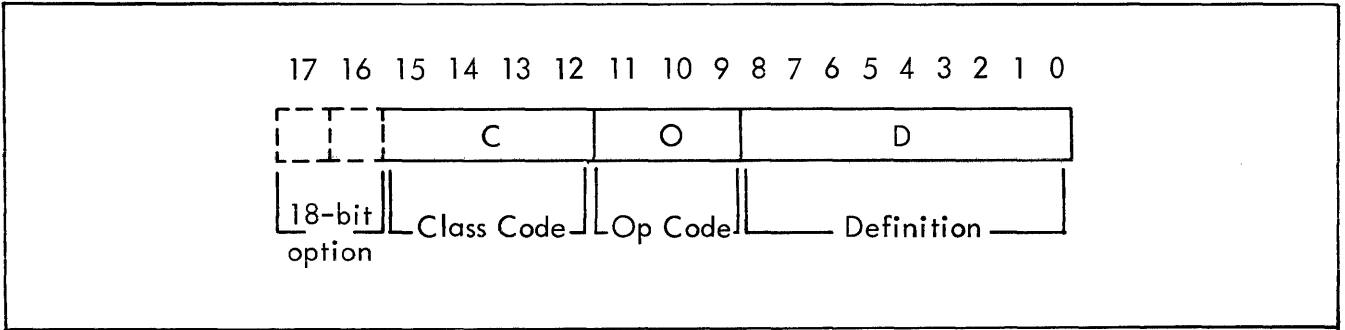 17 16 15 14 13 12 11 10 9 8 7 6 5 4 3 2 1 0
C O D
18-bit Class Code Op Code Definition
option